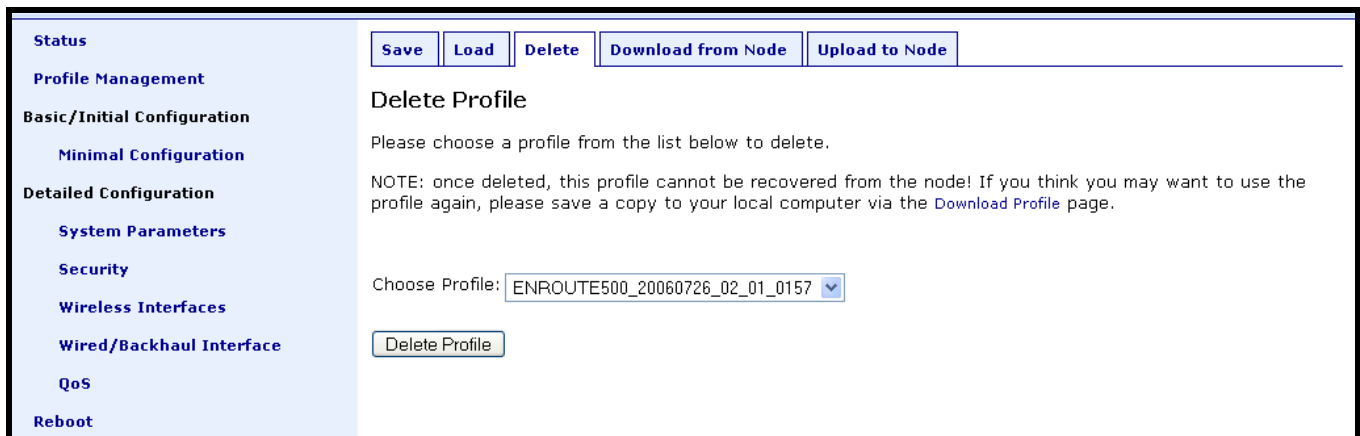 Status
Profile Management
Basic/Initial Configuration
Minimal Configuration
Detailed Configuration
System Parameters
Security
Wireless Interfaces
Wired/Backhaul Interface
QoS
Reboot
Save Load Delete Download from Node Upload to Node
Delete Profile
Please choose a profile from the list below to delete.
NOTE: once deleted, this profile cannot be recovered from the node! If you think you may want to use the
profile again, please save a copy to your local computer via the Download Profile page.
Choose Profile: ENROUTE500_20060726_02_01_0157
Delete Profile